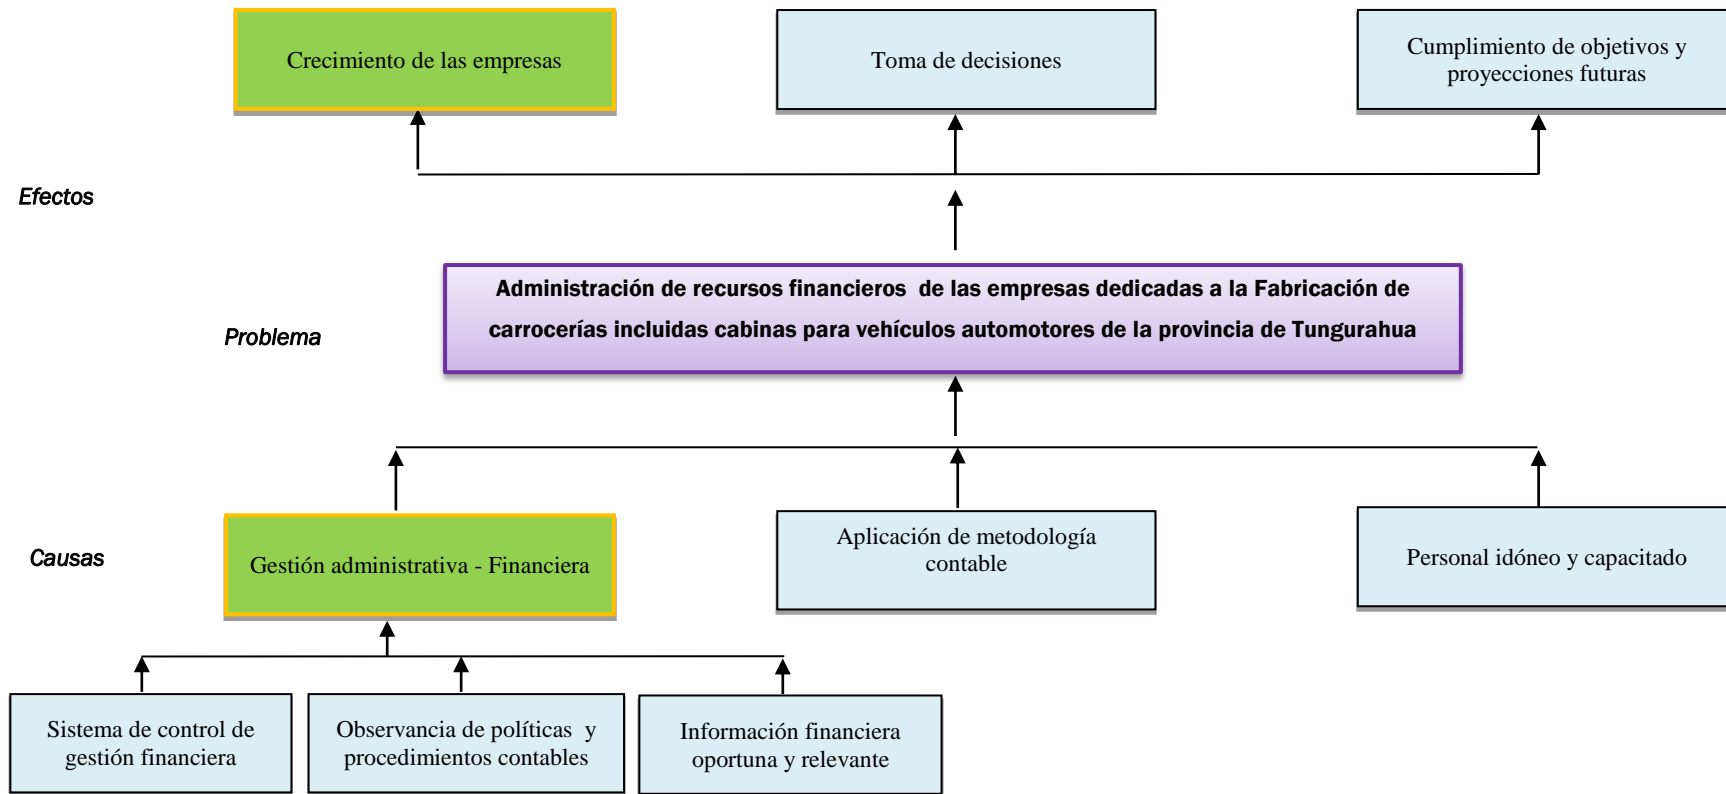 Crecimiento de las empresas
Toma de decisiones
Cumplimiento de objetivos y
proyecciones futuras
Efectos
Administración de recursos financieros de las empresas dedicadas a la Fabricación de
carrocerías incluidas cabinas para vehículos automotores de la provincia de Tungurahua
Problema
Causas
Gestión administrativa - Financiera
Aplicación de metodología
contable
Personal idóneo y capacitado
Sistema de control de
gestión financiera
Observancia de políticas y
procedimientos contables
Información financiera
oportuna y relevante